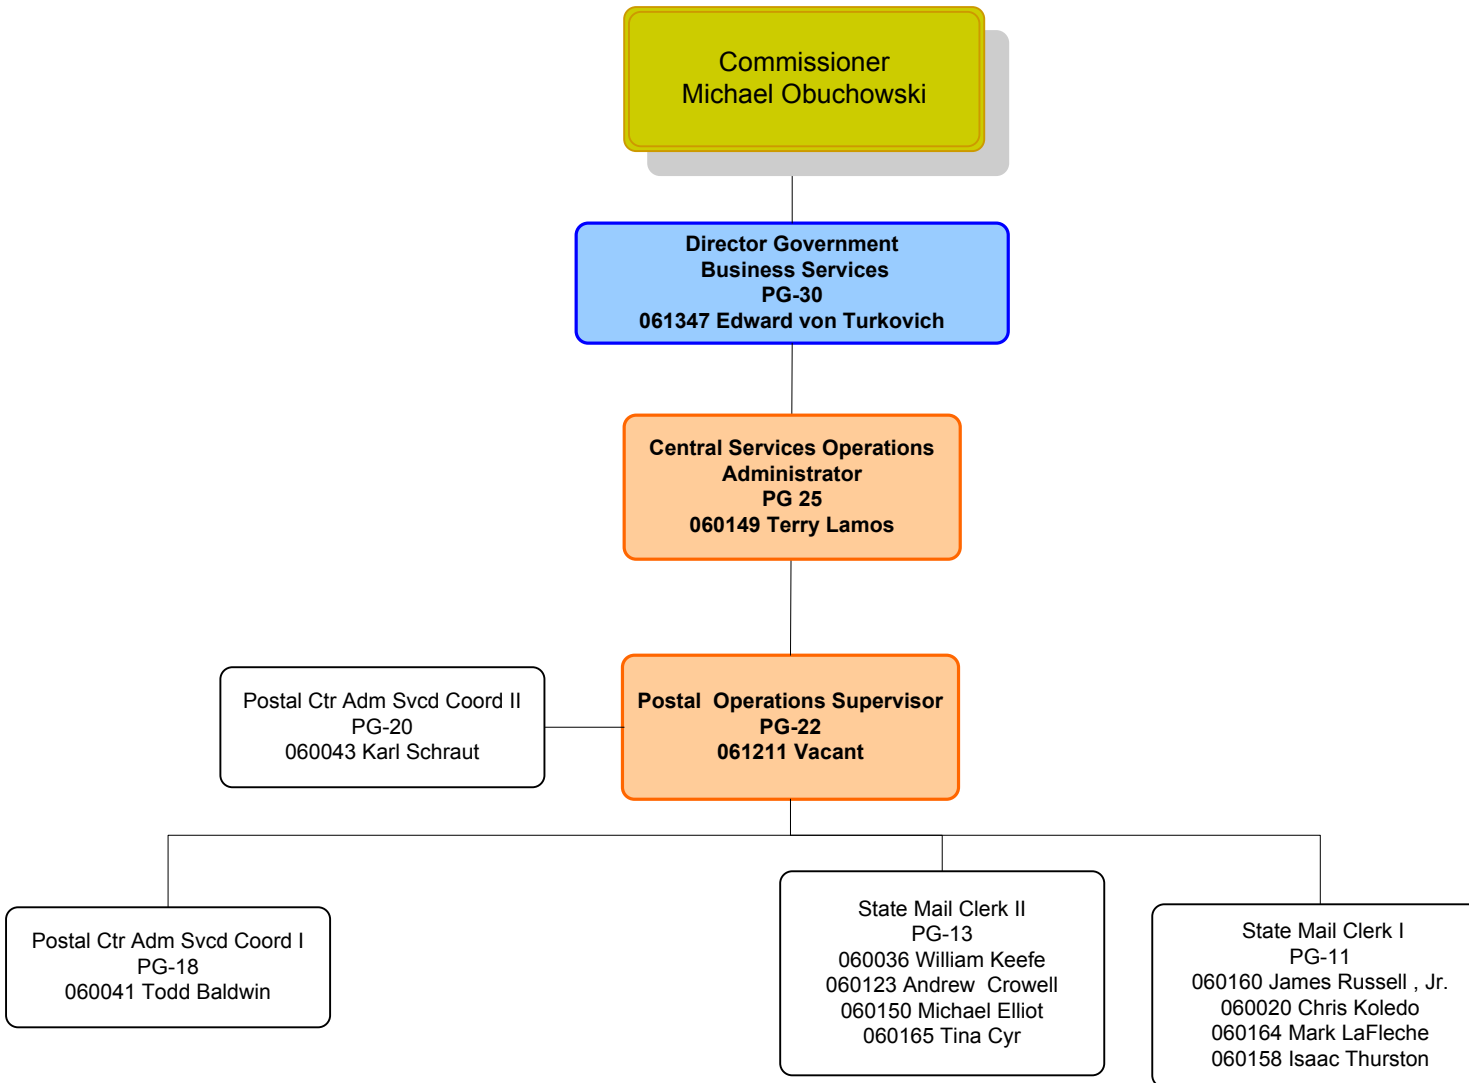 Commissioner
Michael Obuchowski
Director Government
Business Services
PG-30
061347 Edward von Turkovich
Central Services Operations
Administrator
PG 25
060149 Terry Lamos
Postal Ctr Adm Svcd Coord II
PG-20
060043 Karl Schraut
Postal  Operations Supervisor
PG-22
061211 Vacant
Postal Ctr Adm Svcd Coord I
PG-18
060041 Todd Baldwin
State Mail Clerk II
PG-13
060036 William Keefe
060123 Andrew  Crowell
060150 Michael Elliot
060165 Tina Cyr
State Mail Clerk I
PG-11
060160 James Russell , Jr.
060020 Chris Koledo
060164 Mark LaFleche
060158 Isaac Thurston